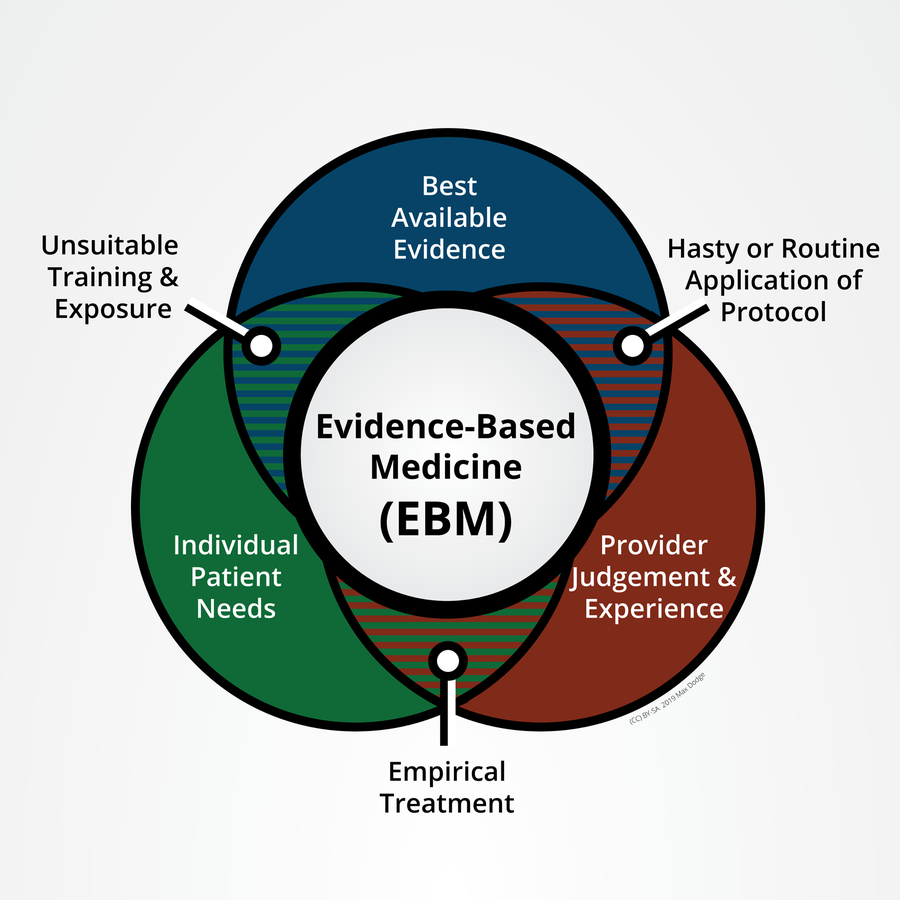 Best
Available
Evidence
Unsuitable
Training &
Exposure
Hasty or Routine
Application of
Protocol
Evidence-Based
Medicine
(EBM)
Individual
Patient
Needs
Provider
Judgement &
Experience
(CC) BY-SA 2019 Max Dodge
Empirical
Treatment